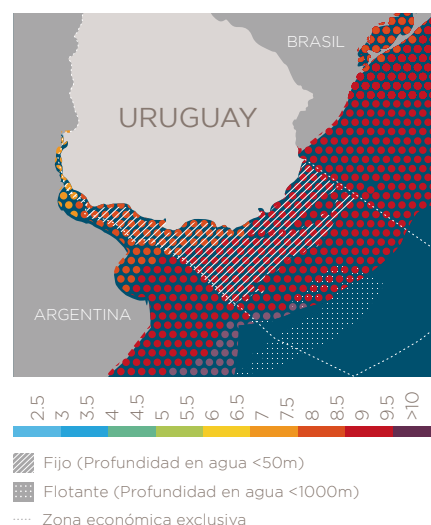 BRASIL
URUGUAY
ARGENTINA
2.5 3 3.5 4 4.5 5 5.5 6 6.5 7 7.5 8 8.5 9 9.5 >10
Fijo (Profundidad en agua <50m)
Flotante (Profundidad en agua <1000m)
Zona económica exclusiva